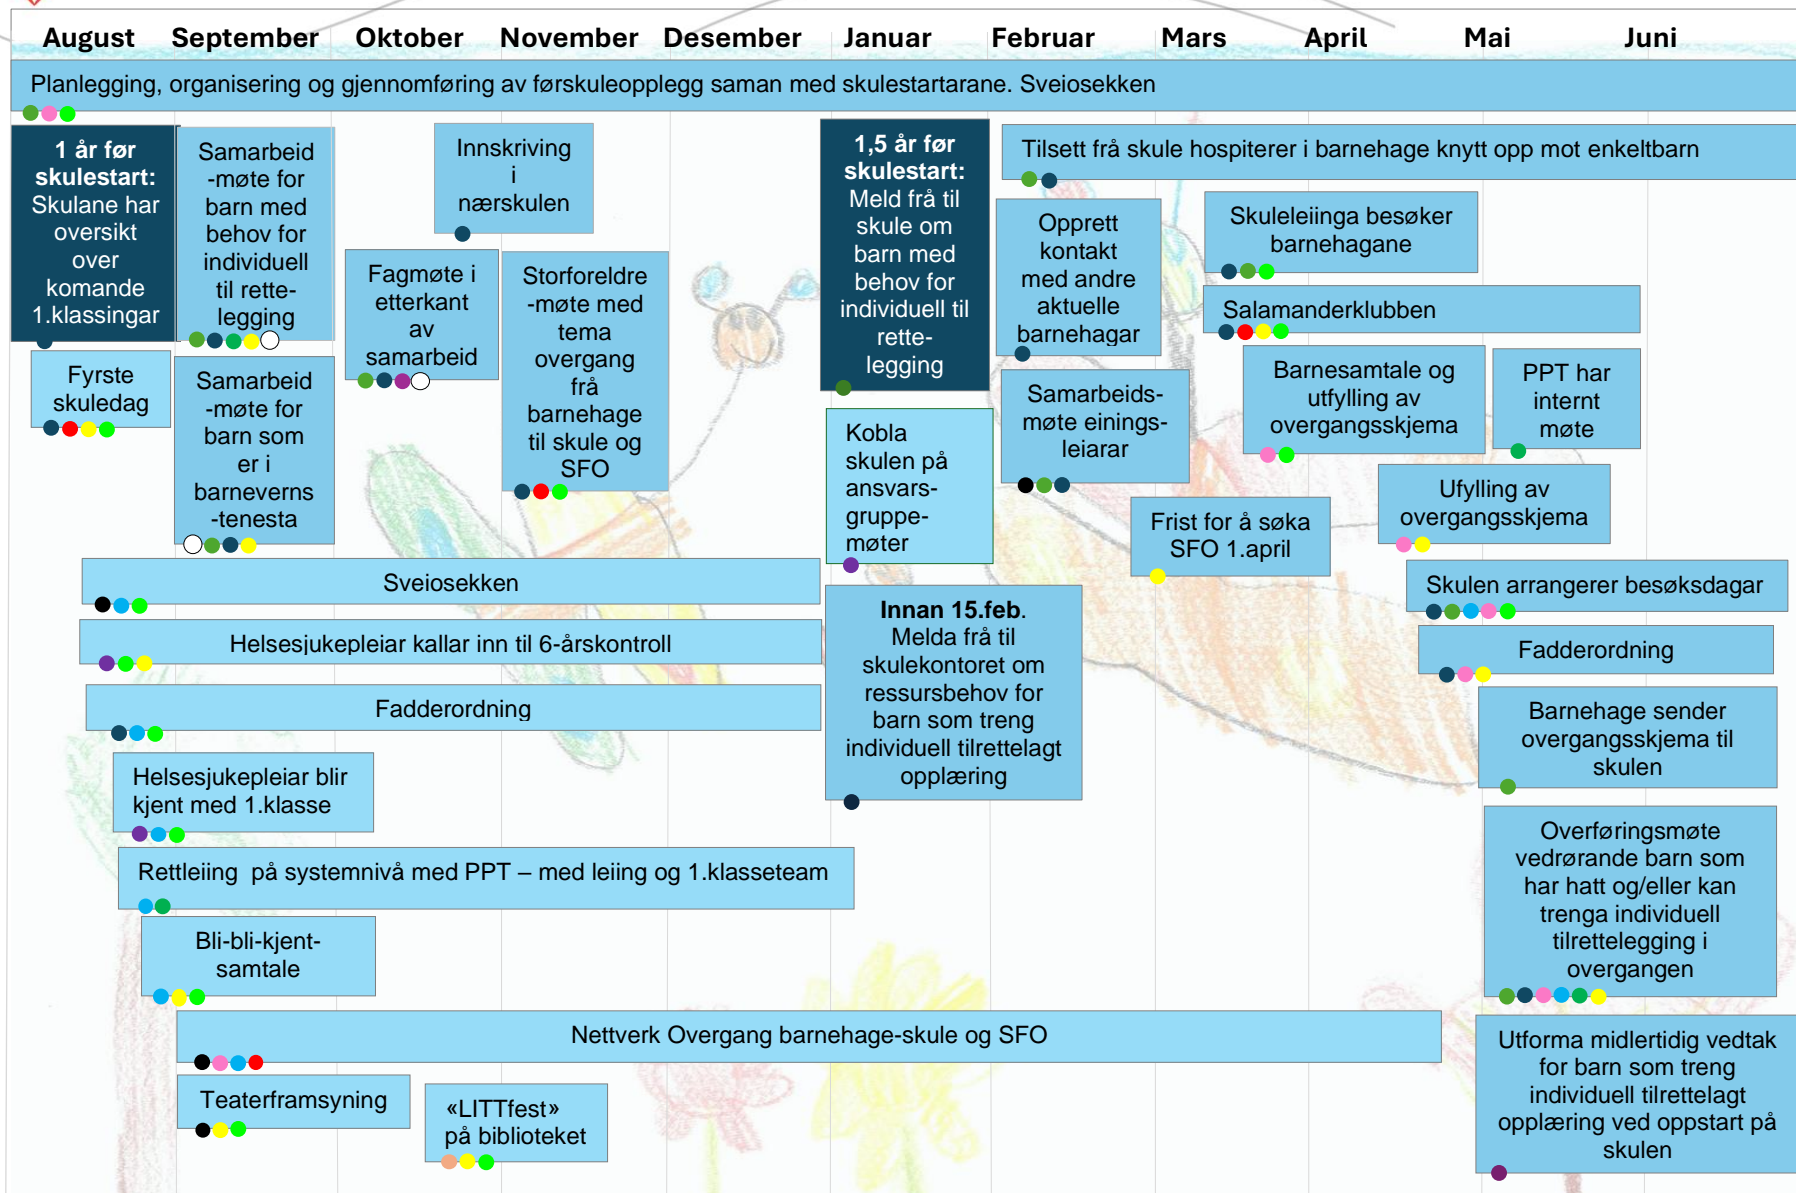 August September Oktober November Desember Januar Februar Mars April Mai Juni
Planlegging, organisering og gjennomføring av førskuleopplegg saman med skulestartarane. Sveiosekken
1 år før
skulestart:
Skulane har
oversikt
over
komande
1.klassingar
Samarbeid
-møte for
barn med
behov for
individuell
til rette-
legging
Innskriving
i
nærskulen
1,5 år før
skulestart:
Meld frå til
skule om
barn med
behov for
individuell til
rette-
legging
Tilsett frå skule hospiterer i barnehage knytt opp mot enkeltbarn
Opprett
kontakt
med andre
aktuelle
barnehagar
Skuleleiinga besøker
barnehagane
Fagmøte i
etterkant
av
samarbeid
Storforeldre
-møte med
tema
overgang
frå
barnehage
til skule og
SFO
Salamanderklubben
Fyrste
skuledag
Samarbeid
-møte for
barn som
er i
barneverns
-tenesta
Samarbeids-
møte einings-
leiarar
Barnesamtale og
utfylling av
overgangsskjema
PPT har
internt
møte
Kobla
skulen på
ansvars-
gruppe-
møter
Ufylling av
overgangsskjema
Frist for å søka
SFO 1.april
Sveiosekken
Skulen arrangerer besøksdagar
Innan 15.feb.
Melda frå til
skulekontoret om
ressursbehov for
barn som treng
individuell tilrettelagt
opplæring
Helsesjukepleiar kallar inn til 6-årskontroll
Fadderordning
Fadderordning
Barnehage sender
overgangsskjema til
skulen
Helsesjukepleiar blir
kjent med 1.klasse
Overføringsmøte
vedrørande barn som
har hatt og/eller kan
trenga individuell
tilrettelegging i
overgangen
Rettleiing på systemnivå med PPT – med leiing og 1.klasseteam
Bli-bli-kjent-
samtale
Nettverk Overgang barnehage-skule og SFO
Utforma midlertidig vedtak
for barn som treng
individuell tilrettelagt
opplæring ved oppstart på
skulen
Teaterframsyning
«LITTfest»
på biblioteket